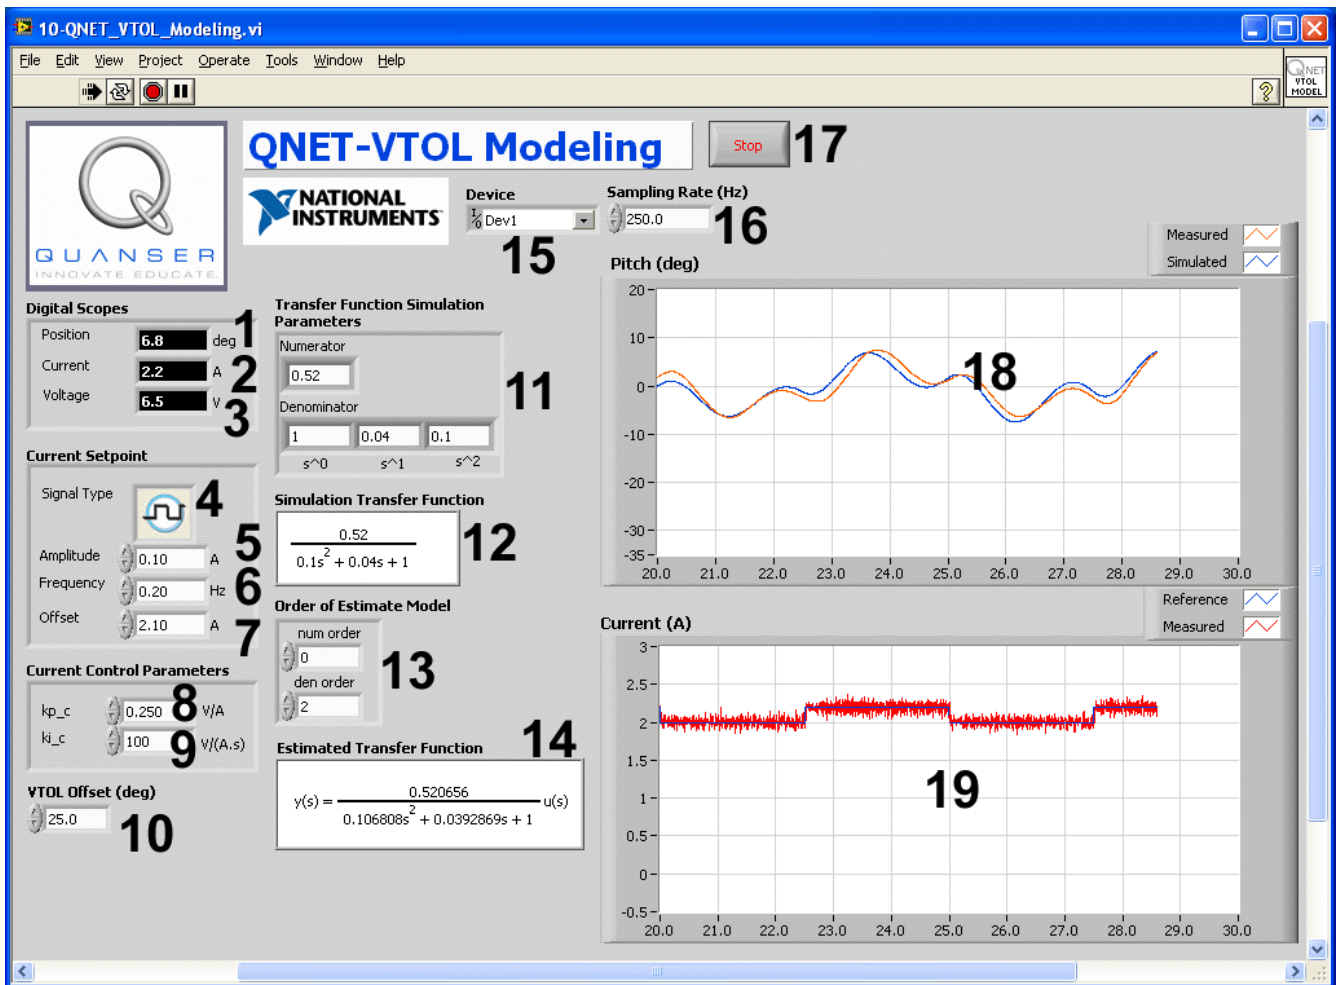 10-QNET_VTOL_Modeling.vi
File Edit View Project Operate Tools Window Help
QNET
VTOL
MODEL
QUANSER
INNOVATE. EDUCATE.
QNET-VTOL Modeling
Stop
17
NATIONAL
INSTRUMENTS
Device
Dev1
15
Sampling Rate (Hz)
250.0
16
Digital Scopes
Position 6.8 deg 1
Current 2.2 A 2
Voltage 6.5 V 3
Current Setpoint
Signal Type 4
Amplitude 0.10 A 5
Frequency 0.20 Hz 6
Offset 2.10 A 7
Current Control Parameters
kp_c 0.250 8 V/A
ki_c 100 9 V/(A.s)
VTOL Offset (deg)
25.0 10
Transfer Function Simulation
Parameters
Numerator
0.52
11
Denominator
1 0.04 0.1
s^0 s^1 s^2
Simulation Transfer Function
0.52
0.1s^2 + 0.04s + 1
12
Order of Estimate Model
num order
0
13
den order
2
14
Estimated Transfer Function
0.520656
y(s) = u(s)
0.106808s^2 + 0.0392869s + 1
Measured
Simulated
Pitch (deg)
20
10
0
-10
-20
-30
-35
18
20.0 21.0 22.0 23.0 24.0 25.0 26.0 27.0 28.0 29.0 30.0
Reference
Measured
Current (A)
3
2.5
2
1.5
1
0.5
0
-0.5
19
20.0 21.0 22.0 23.0 24.0 25.0 26.0 27.0 28.0 29.0 30.0